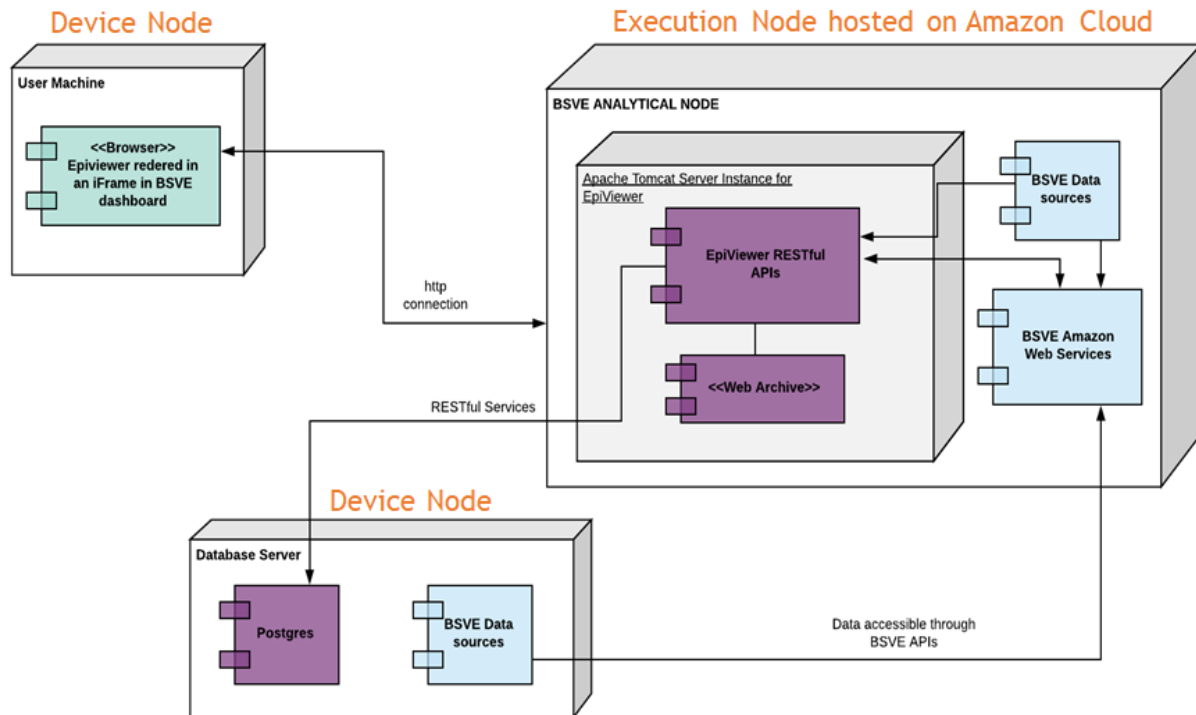 Device Node
Execution Node hosted on Amazon Cloud
User Machine
<<Browser>>
Epiviewer redered in
an iFrame in BSVE
dashboard
BSVE ANALYTICAL NODE
Apache Tomcat Server Instance for
EpiViewer
EpiViewer RESTful
APIs
<<Web Archive>>
BSVE Data
sources
BSVE Amazon
Web Services
http
connection
RESTful Services
Device Node
Database Server
Postgres
BSVE Data
sources
Data accessible through
BSVE APIs